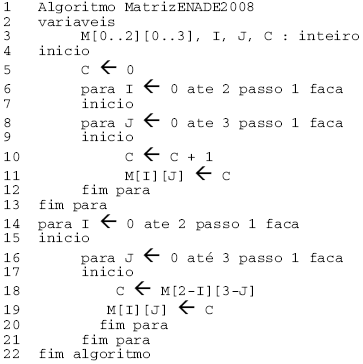 1 Algoritmo MatrizENADE2008
2 variaveis
3 M[0..2][0..3], I, J, C : inteiro
4 inicio
5 C ← 0
6 para I ← 0 ate 2 passo 1 faca
7 inicio
8 para J ← 0 ate 3 passo 1 faca
9 inicio
10 C ← C + 1
11 M[I][J] ← C
12 fim para
13 fim para
14 para I ← 0 ate 2 passo 1 faca
15 inicio
16 para J ← 0 até 3 passo 1 faca
17 inicio
18 C ← M[2-I][3-J]
19 M[I][J] ← C
20 fim para
21 fim para
22 fim algoritmo